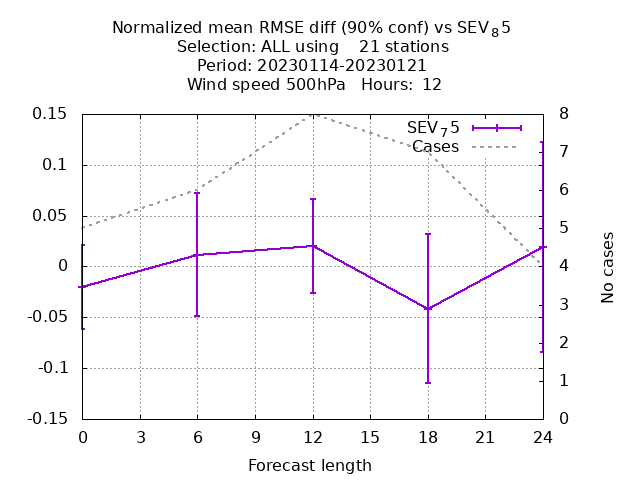 Normalized mean RMSE diff (90% conf) vs SEV₈5
Selection: ALL using    21 stations
Period: 20230114-20230121
Wind speed 500hPa   Hours:  12
SEV₇5
Cases
0.15
0.1
0.05
0
-0.05
-0.1
-0.15
8
7
6
5
4
3
2
1
0
No cases
0 3 6 9 12 15 18 21 24
Forecast length